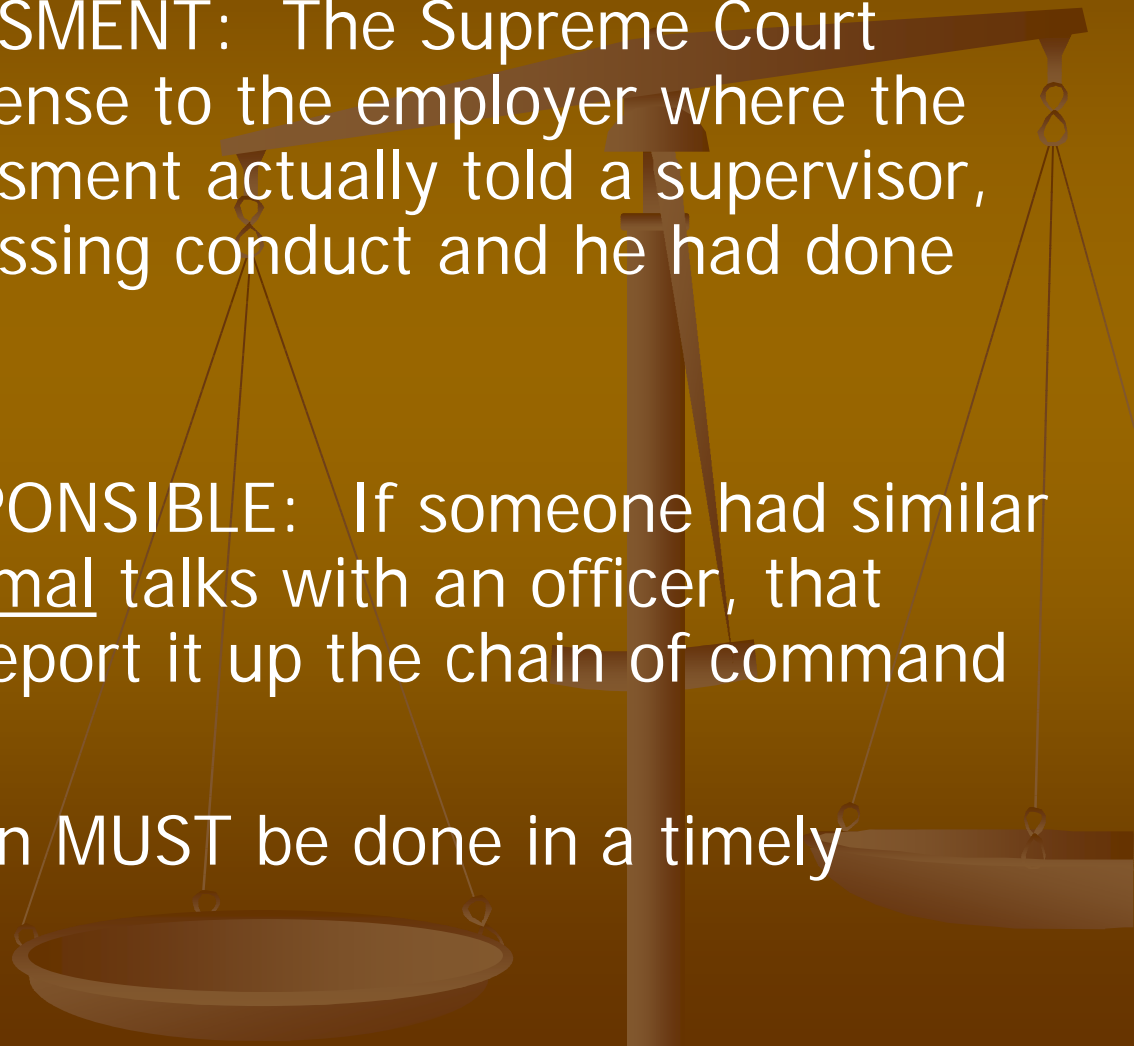 SMENT: The Supreme Court
ense to the employer where the
sment actually told a supervisor,
ssing conduct and he had done
PONSIBLE: If someone had similar
mal talks with an officer, that
eport it up the chain of command
n MUST be done in a timely